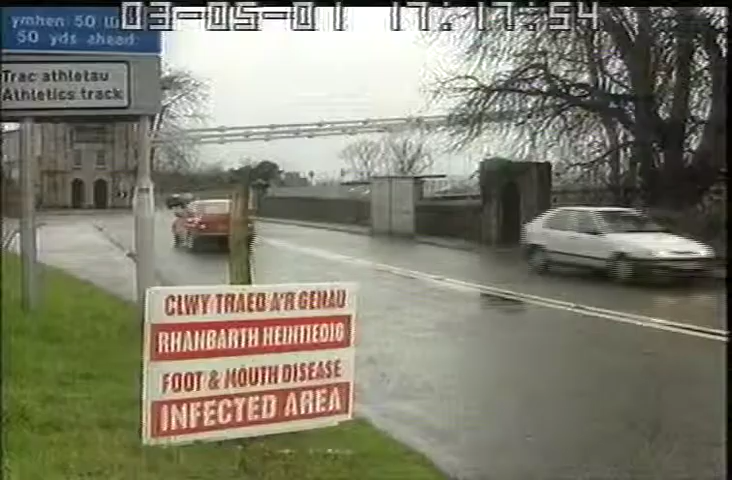 03-05-01 17:17:54
ymhen 50
50 yds ahead
Trac athletau
Athletics track
CLWY TRAED A'R GENAU
RHANBARTH HEINTIEDIG
FOOT & MOUTH DISEASE
INFECTED AREA